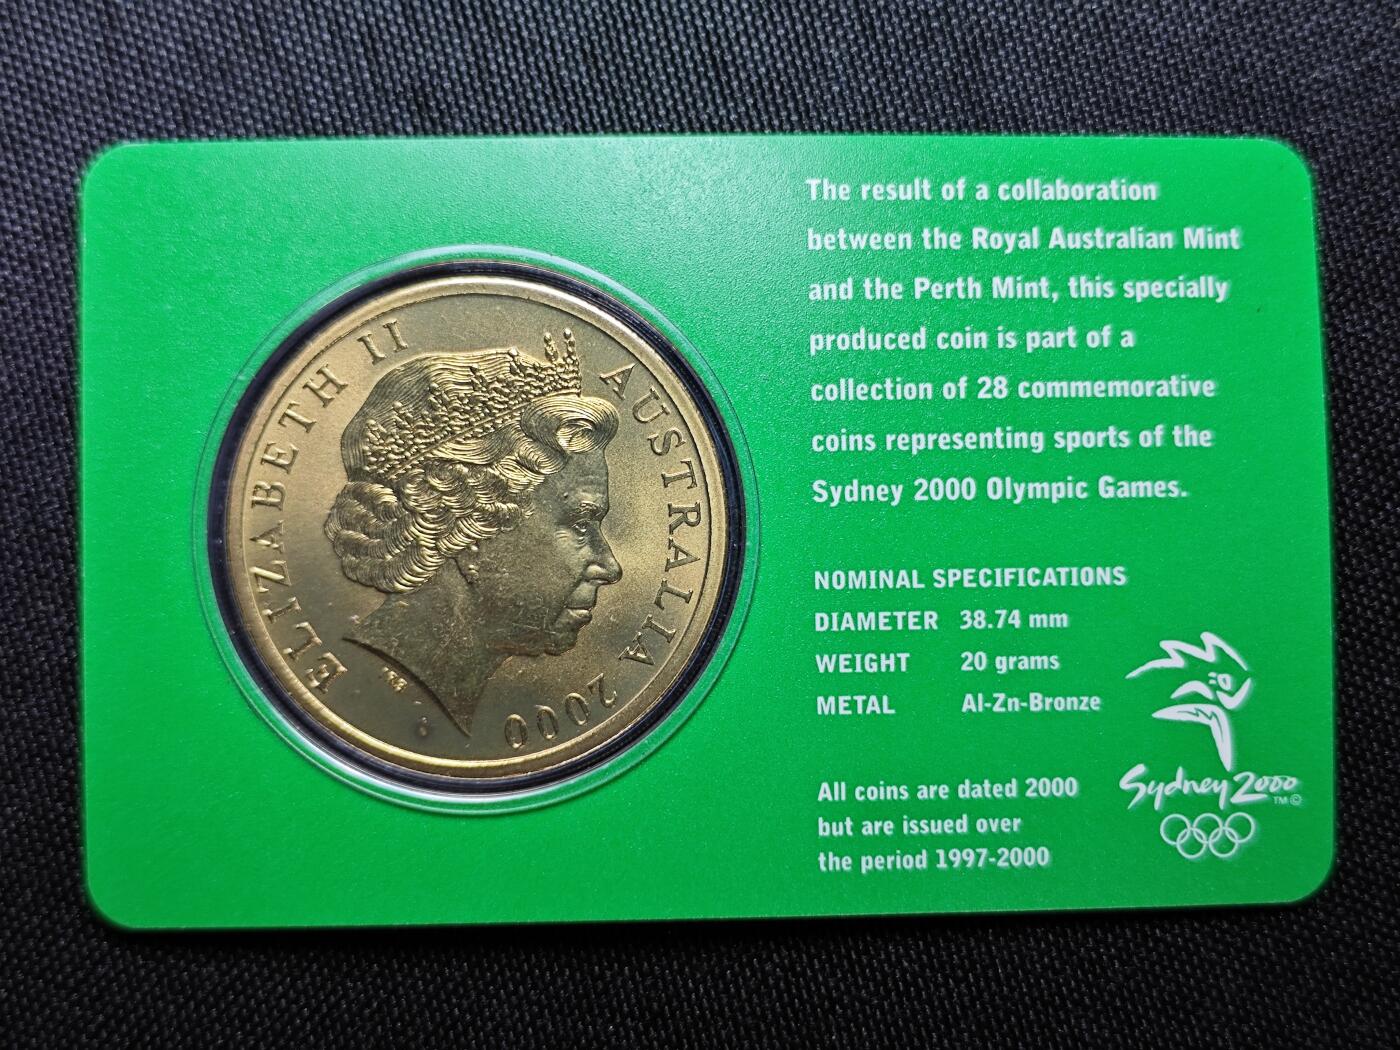 ELIZABETH II AUSTRALIA 2000
IRB
The result of a collaboration
between the Royal Australian Mint
and the Perth Mint, this specially
produced coin is part of a
collection of 28 commemorative
coins representing sports of the
Sydney 2000 Olympic Games.
NOMINAL SPECIFICATIONS
DIAMETER 38.74 mm
WEIGHT 20 grams
METAL Al-Zn-Bronze
All coins are dated 2000
but are issued over
the period 1997-2000
Sydney 2000
TM ©